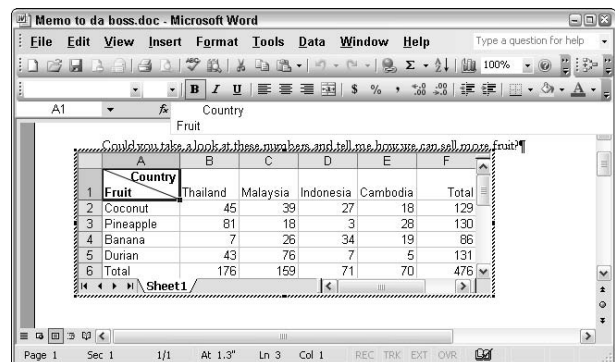 Memo to da boss.doc - Microsoft Word
File Edit View Insert Format Tools Data Window Help Type a question for help
100%
B I U $ % , A
A1 fx Country
Fruit
Could you take a look at these numbers and tell me how we can sell more fruit?¶
A B C D E F
Country
1 Fruit Thailand Malaysia Indonesia Cambodia Total
2 Coconut 45 39 27 18 129
3 Pineapple 81 18 3 28 130
4 Banana 7 26 34 19 86
5 Durian 43 76 7 5 131
6 Total 176 159 71 70 476
Sheet1
Page 1 Sec 1 1/1 At 1.3" Ln 3 Col 1 REC TRK EXT OVR